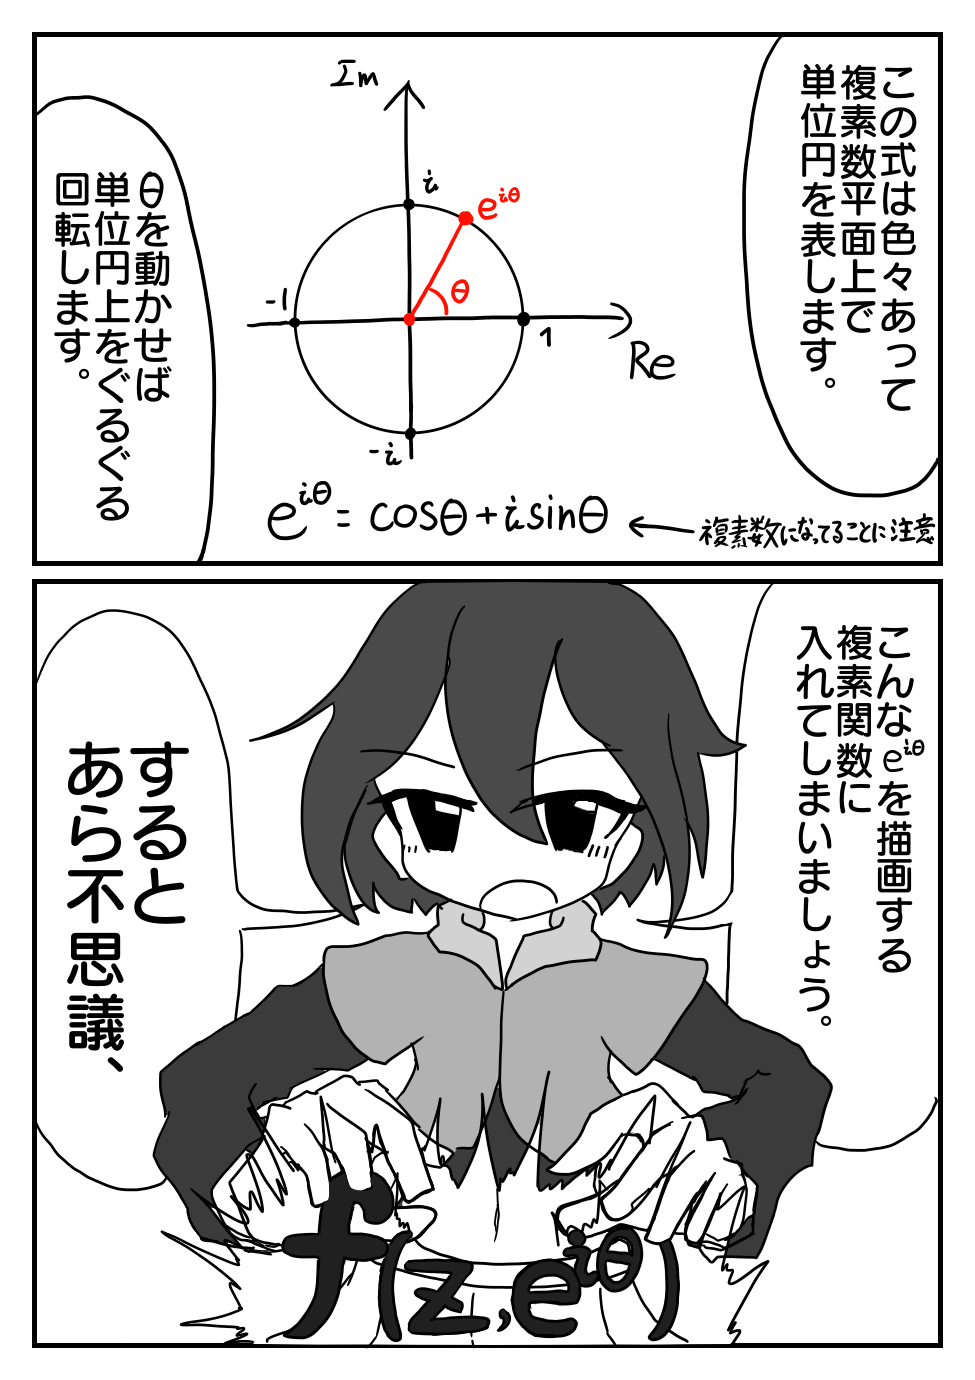 この式は色々あって
複素数平面上で
単位円を表します。
Im
i
e^{iθ}
θ
-1
1
Re
-i
e^{iθ} = cosθ + i sinθ
複素数になってることに注意
θを動かせば
単位円上をぐるぐる
回転します。
こんなe^{iθ}を描画する
複素関数に
入れてしまいましょう。
すると
あら不思議、
f(z, e^{iθ})